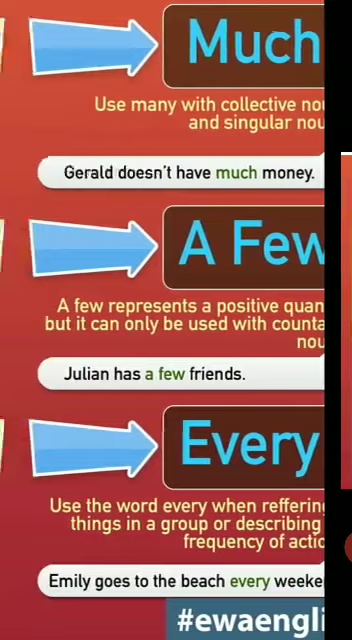 Much
Use many with collective nou
and singular nou
Gerald doesn't have much money.
A Few
A few represents a positive quan
but it can only be used with counta
nou
Julian has a few friends.
Every
Use the word every when reffering
things in a group or describing
frequency of actio
Emily goes to the beach every weeke
#ewaengli